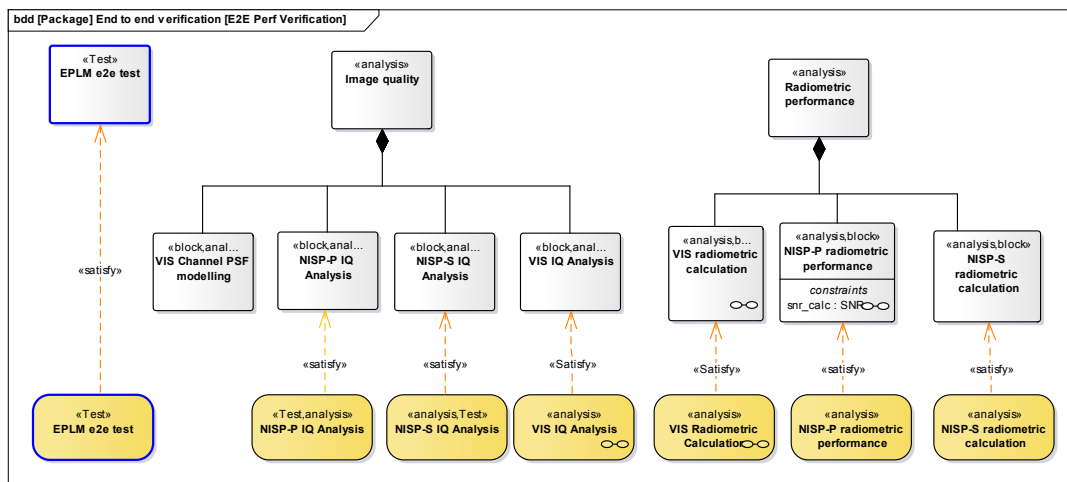 bdd [Package] End to end verification [E2E Perf Verification]
«Test»
EPLM e2e test
«analysis»
Image quality
«analysis»
Radiometric
performance
«block,anal...
VIS Channel PSF
modelling
«block,anal...
NISP-P IQ
Analysis
«block,anal...
NISP-S IQ
Analysis
«block,anal...
VIS IQ Analysis
«analysis,b...
VIS radiometric
calculation
«analysis,block»
NISP-P radiometric
performance
constraints
snr_calc : SNR
«analysis,block»
NISP-S
radiometric
calculation
«satisfy»
«satisfy»
«satisfy»
«Satisfy»
«Satisfy»
«satisfy»
«satisfy»
«Test»
EPLM e2e test
«Test,analysis»
NISP-P IQ Analysis
«analysis,Test»
NISP-S IQ Analysis
«analysis»
VIS IQ Analysis
«analysis»
VIS Radiometric
Calculation
«analysis»
NISP-P radiometric
performance
«analysis»
NISP-S radiometric
calculation